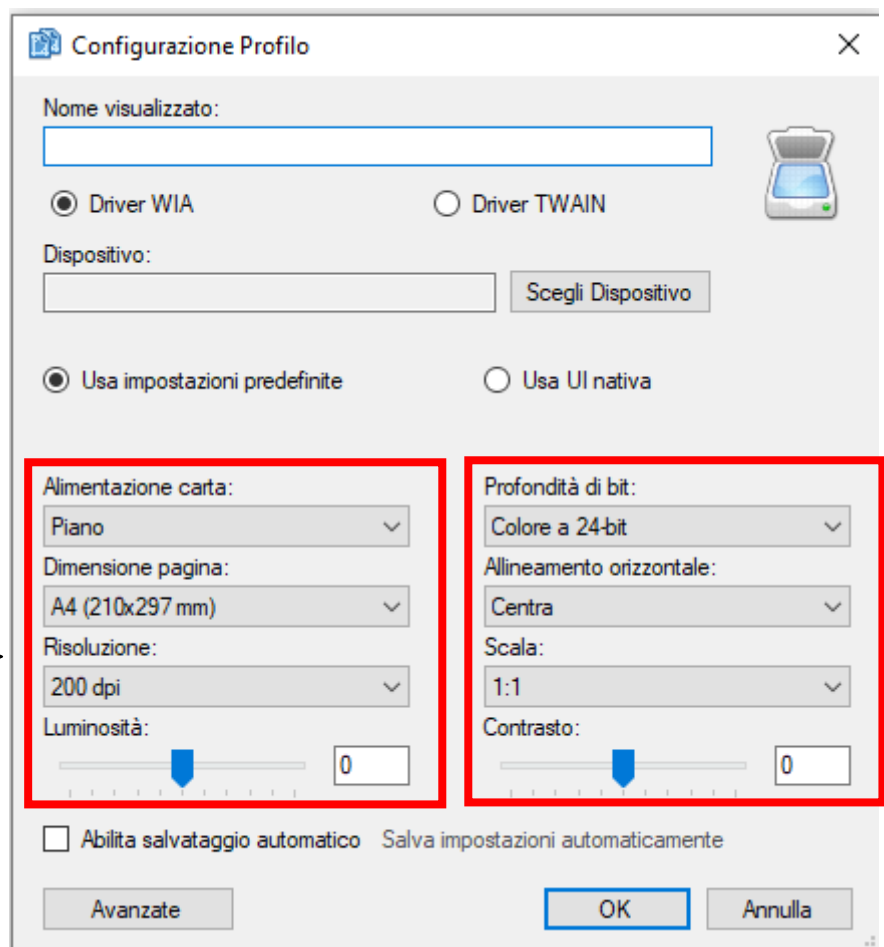 Configurazione Profilo
Nome visualizzato:
Driver WIA
Driver TWAIN
Dispositivo:
Scegli Dispositivo
Usa impostazioni predefinite
Usa UI nativa
Alimentazione carta:
Piano
Dimensione pagina:
A4 (210x297 mm)
Risoluzione:
200 dpi
Luminosità:
0
Profondità di bit:
Colore a 24-bit
Allineamento orizzontale:
Centra
Scala:
1:1
Contrasto:
0
Abilita salvataggio automatico
Salva impostazioni automaticamente
Avanzate
OK
Annulla